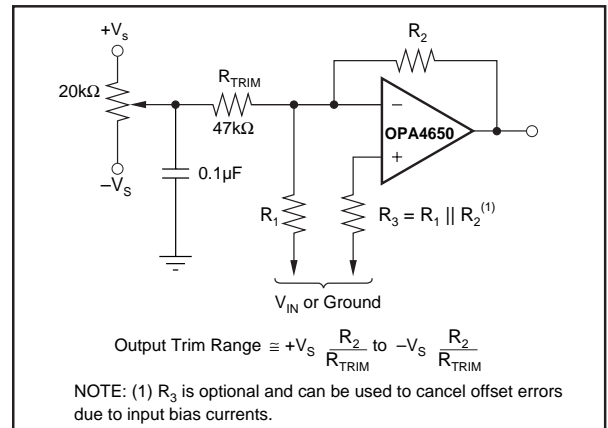 +Vs
R2
RTRIM
20kΩ
47kΩ
–
OPA4650
+
0.1µF
–VS
R1
R3 = R1 || R2(1)
VIN or Ground
Output Trim Range ≅ +VS R2/RTRIM to –VS R2/RTRIM
NOTE: (1) R3 is optional and can be used to cancel offset errors
due to input bias currents.